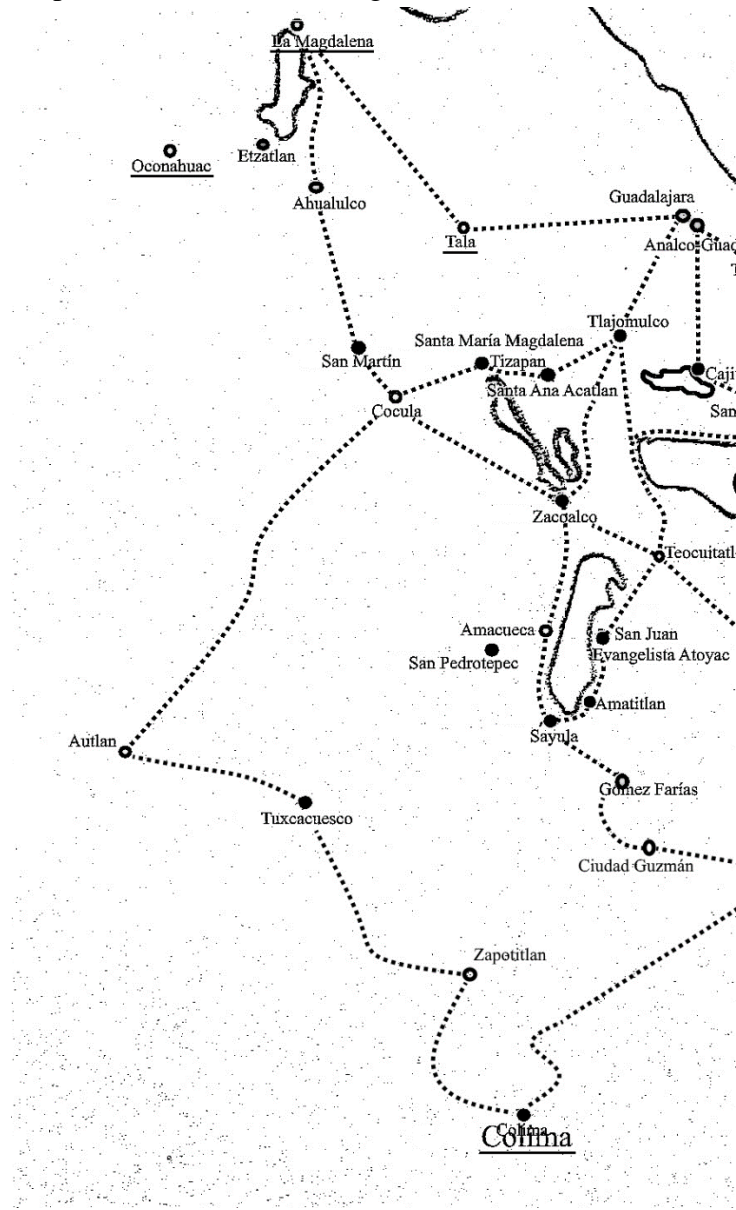 La Magdalena
Etzatlan
Oconahuac
Ahualulco
Guadalajara
Tala
Analco
Tlajomulco
Santa María Magdalena
Tizapan
San Martín
Santa Ana Acatlan
Cocula
Zacoalco
Amacueca
San Juan
Evangelista Atoyac
San Pedrotepec
Amatitlan
Sayula
Autlan
Gómez Farías
Tuxcacuesco
Ciudad Guzmán
Zapotitlan
Colima
Colima